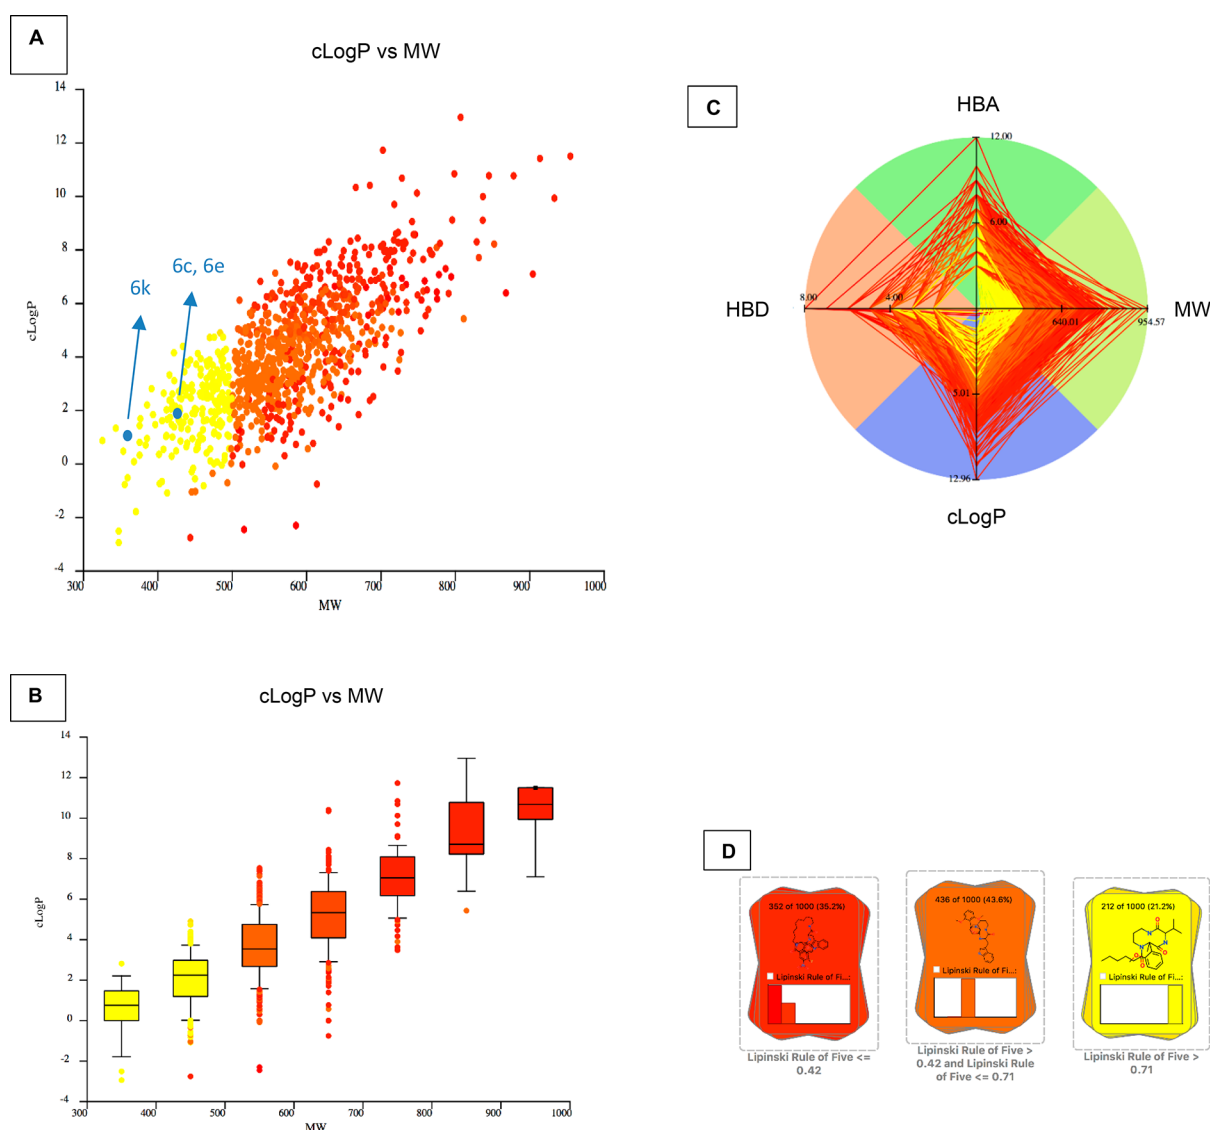 A
cLogP vs MW
14
12
10
8
6
4
2
0
-2
-4
cLogP
6k
6c, 6e
300
400
500
600
700
800
900
1000
MW
C
HBA
12.00
6.00
HBD
8.00
4.00
640.01
954.57
MW
5.01
12.96
cLogP
B
cLogP vs MW
14
12
10
8
6
4
2
0
-2
-4
cLogP
300
400
500
600
700
800
900
1000
MW
D
352 of 1000 (35.2%)
Lipinski Rule of Fi...:
Lipinski Rule of Five <=
0.42
436 of 1000 (43.6%)
Lipinski Rule of Fi...:
Lipinski Rule of Five >
0.42 and Lipinski Rule
of Five <= 0.71
212 of 1000 (21.2%)
Lipinski Rule of Fi...:
Lipinski Rule of Five >
0.71